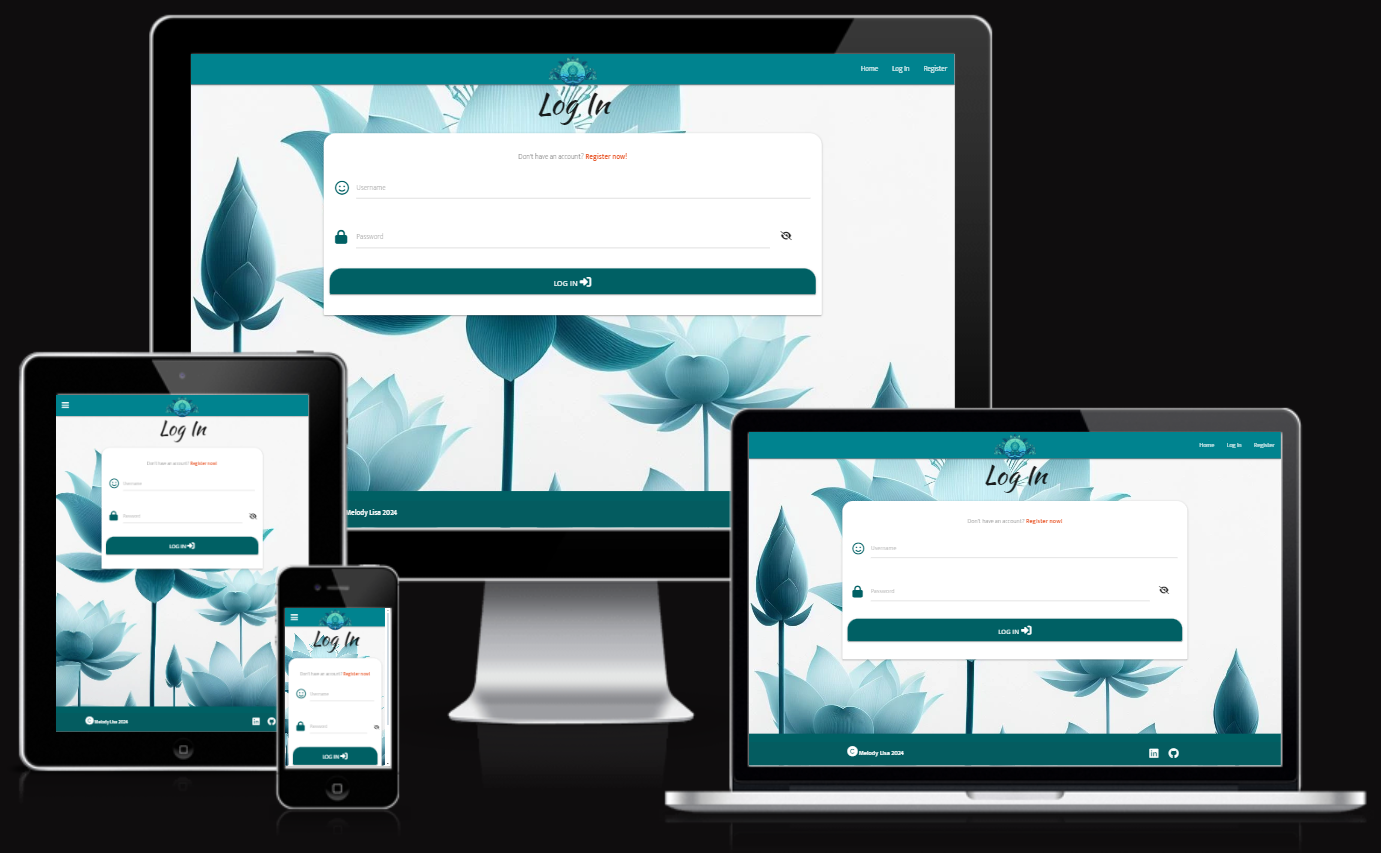 Home Log In Register
Log In
Don't have an account? Register now!
Username
Password
LOG IN
Melody Lisa 2024
Log In
Don't have an account? Register now!
Username
Password
LOG IN
C Melody Lisa 2024
Log In
Don't have an account? Register now!
Username
Password
LOG IN
Home Log In Register
Log In
Don't have an account? Register now!
Username
Password
LOG IN
C Melody Lisa 2024